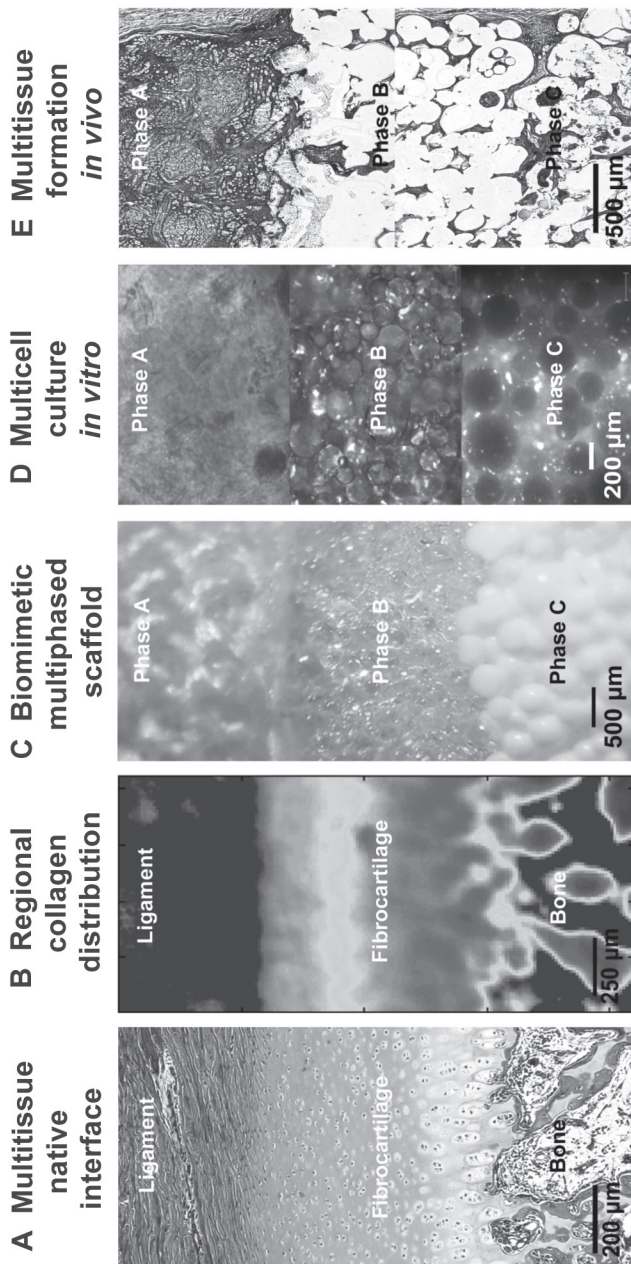 A Multitissue
native
interface
Ligament
Fibrocartilage
Bone
200 μm
B Regional
collagen
distribution
Ligament
Fibrocartilage
Bone
250 μm
C Biomimetic
multiphased
scaffold
Phase A
Phase B
Phase C
500 μm
D Multicell
culture
in vitro
Phase A
Phase B
Phase C
200 μm
E Multitissue
formation
in vivo
Phase A
Phase B
Phase C
500 μm